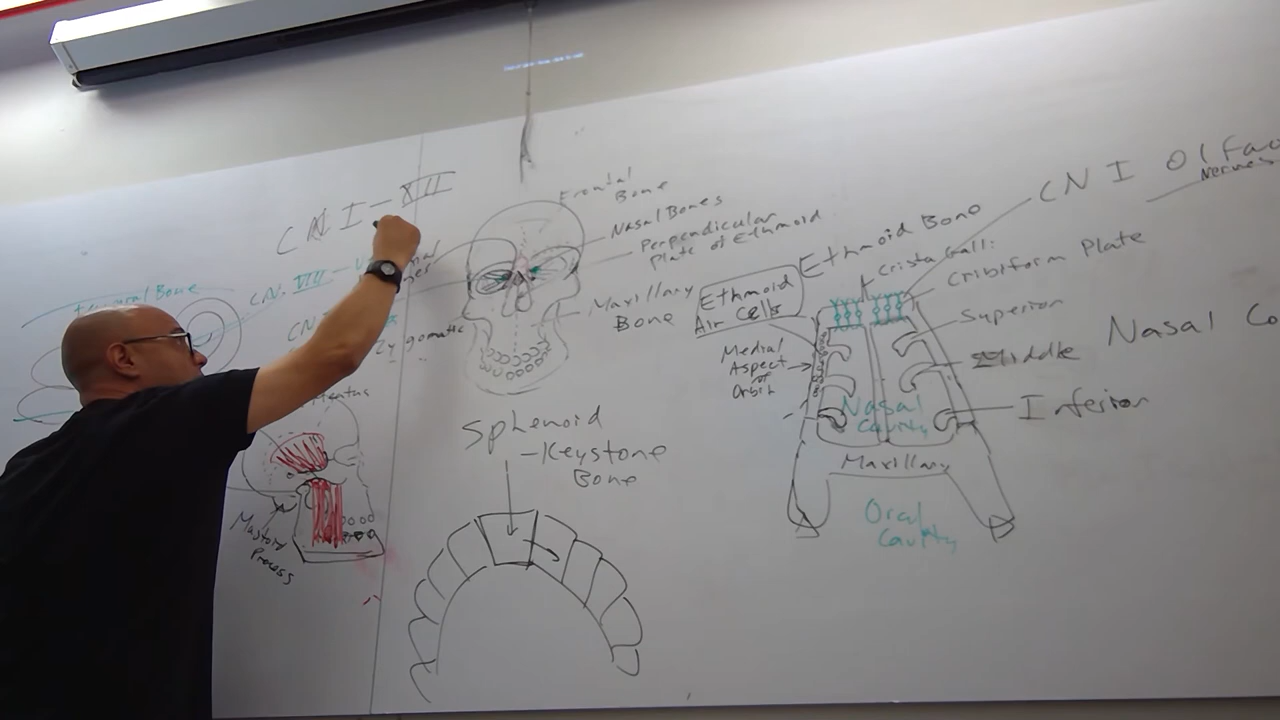 CN I - XII
Frontal
Bone
Nasal Bones
Perpendicular
Plate of Ethmoid
Maxillary
Bone
Zygomatic
Temporal Bone
CN VIII
Meatus
Mastoid
Process
Sphenoid
- Keystone
Bone
Ethmoid Bone
Ethmoid
Air Cells
Medial
Aspect
of
Orbit
Crista Galli
CN I Olfac
Nerves
Cribiform Plate
Superior
Middle
Inferior
Nasal Co
Nasal
Cavity
Maxillary
Oral
Cavity